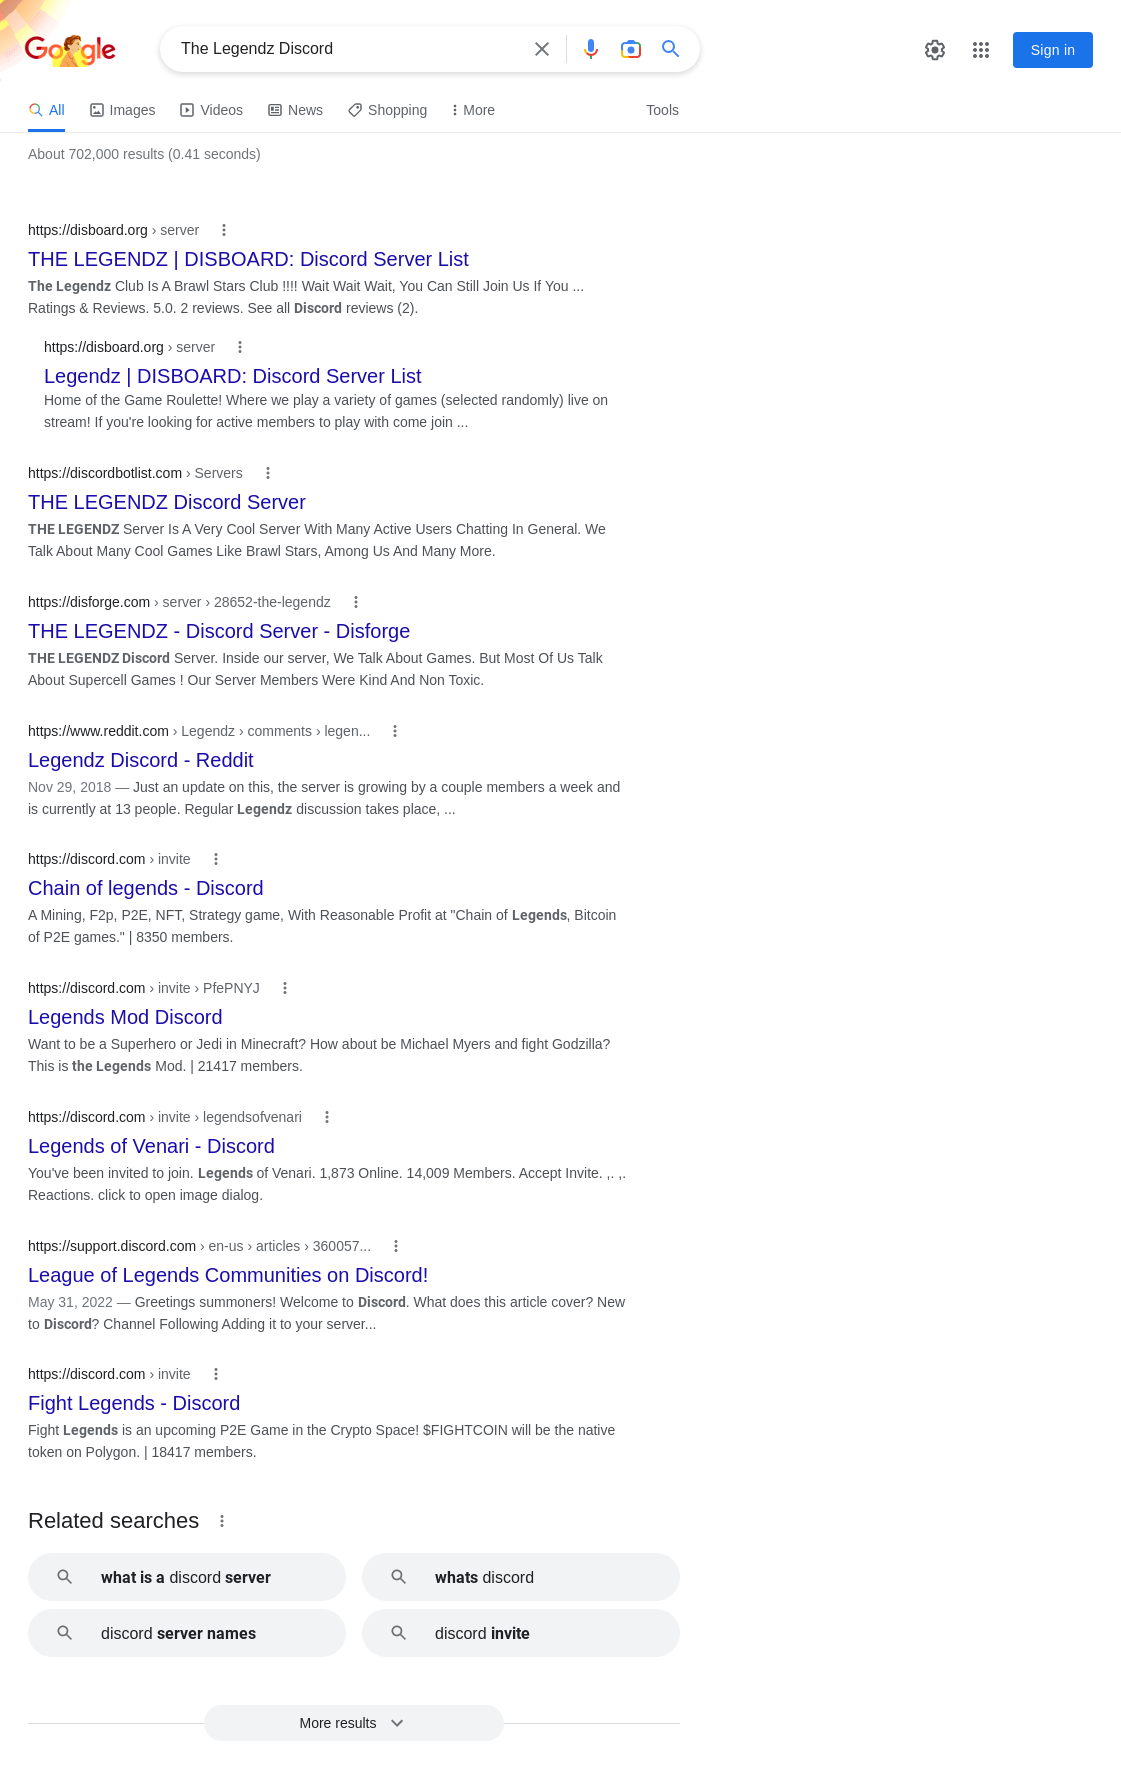 Google
The Legendz Discord
Sign in
All Images Videos News Shopping More Tools
About 702,000 results (0.41 seconds)
https://disboard.org › server
THE LEGENDZ | DISBOARD: Discord Server List
The Legendz Club Is A Brawl Stars Club !!!! Wait Wait Wait, You Can Still Join Us If You ...
Ratings & Reviews. 5.0. 2 reviews. See all Discord reviews (2).
https://disboard.org › server
Legendz | DISBOARD: Discord Server List
Home of the Game Roulette! Where we play a variety of games (selected randomly) live on
stream! If you're looking for active members to play with come join ...
https://discordbotlist.com › Servers
THE LEGENDZ Discord Server
THE LEGENDZ Server Is A Very Cool Server With Many Active Users Chatting In General. We
Talk About Many Cool Games Like Brawl Stars, Among Us And Many More.
https://disforge.com › server › 28652-the-legendz
THE LEGENDZ - Discord Server - Disforge
THE LEGENDZ Discord Server. Inside our server, We Talk About Games. But Most Of Us Talk
About Supercell Games ! Our Server Members Were Kind And Non Toxic.
https://www.reddit.com › Legendz › comments › legen...
Legendz Discord - Reddit
Nov 29, 2018 — Just an update on this, the server is growing by a couple members a week and
is currently at 13 people. Regular Legendz discussion takes place, ...
https://discord.com › invite
Chain of legends - Discord
A Mining, F2p, P2E, NFT, Strategy game, With Reasonable Profit at "Chain of Legends, Bitcoin
of P2E games." | 8350 members.
https://discord.com › invite › PfePNYJ
Legends Mod Discord
Want to be a Superhero or Jedi in Minecraft? How about be Michael Myers and fight Godzilla?
This is the Legends Mod. | 21417 members.
https://discord.com › invite › legendsofvenari
Legends of Venari - Discord
You've been invited to join. Legends of Venari. 1,873 Online. 14,009 Members. Accept Invite. ,. ,.
Reactions. click to open image dialog.
https://support.discord.com › en-us › articles › 360057...
League of Legends Communities on Discord!
May 31, 2022 — Greetings summoners! Welcome to Discord. What does this article cover? New
to Discord? Channel Following Adding it to your server...
https://discord.com › invite
Fight Legends - Discord
Fight Legends is an upcoming P2E Game in the Crypto Space! $FIGHTCOIN will be the native
token on Polygon. | 18417 members.
Related searches
what is a discord server
whats discord
discord server names
discord invite
More results